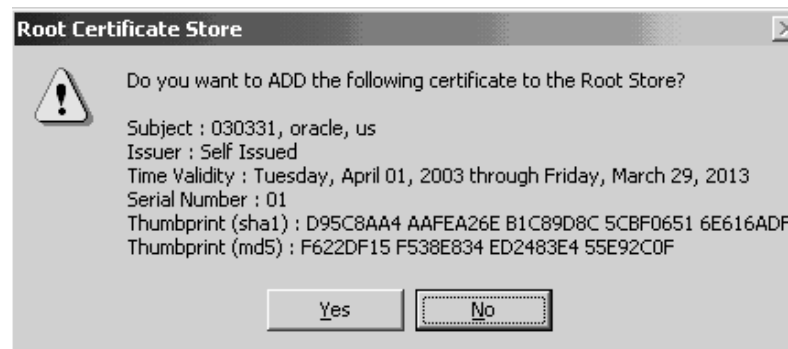 Root Certificate Store
Do you want to ADD the following certificate to the Root Store?
Subject : 030331, oracle, us
Issuer : Self Issued
Time Validity : Tuesday, April 01, 2003 through Friday, March 29, 2013
Serial Number : 01
Thumbprint (sha1) : D95C8AA4 AAFEA26E B1C89D8C 5CBF0651 6E616ADF
Thumbprint (md5) : F622DF15 F538E834 ED2483E4 55E92C0F
Yes No